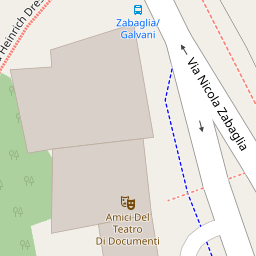 Heinrich Dre
Zabaglia/
Galvani
Via Nicola Zabaglia
Amici Del
Teatro
Di Documenti